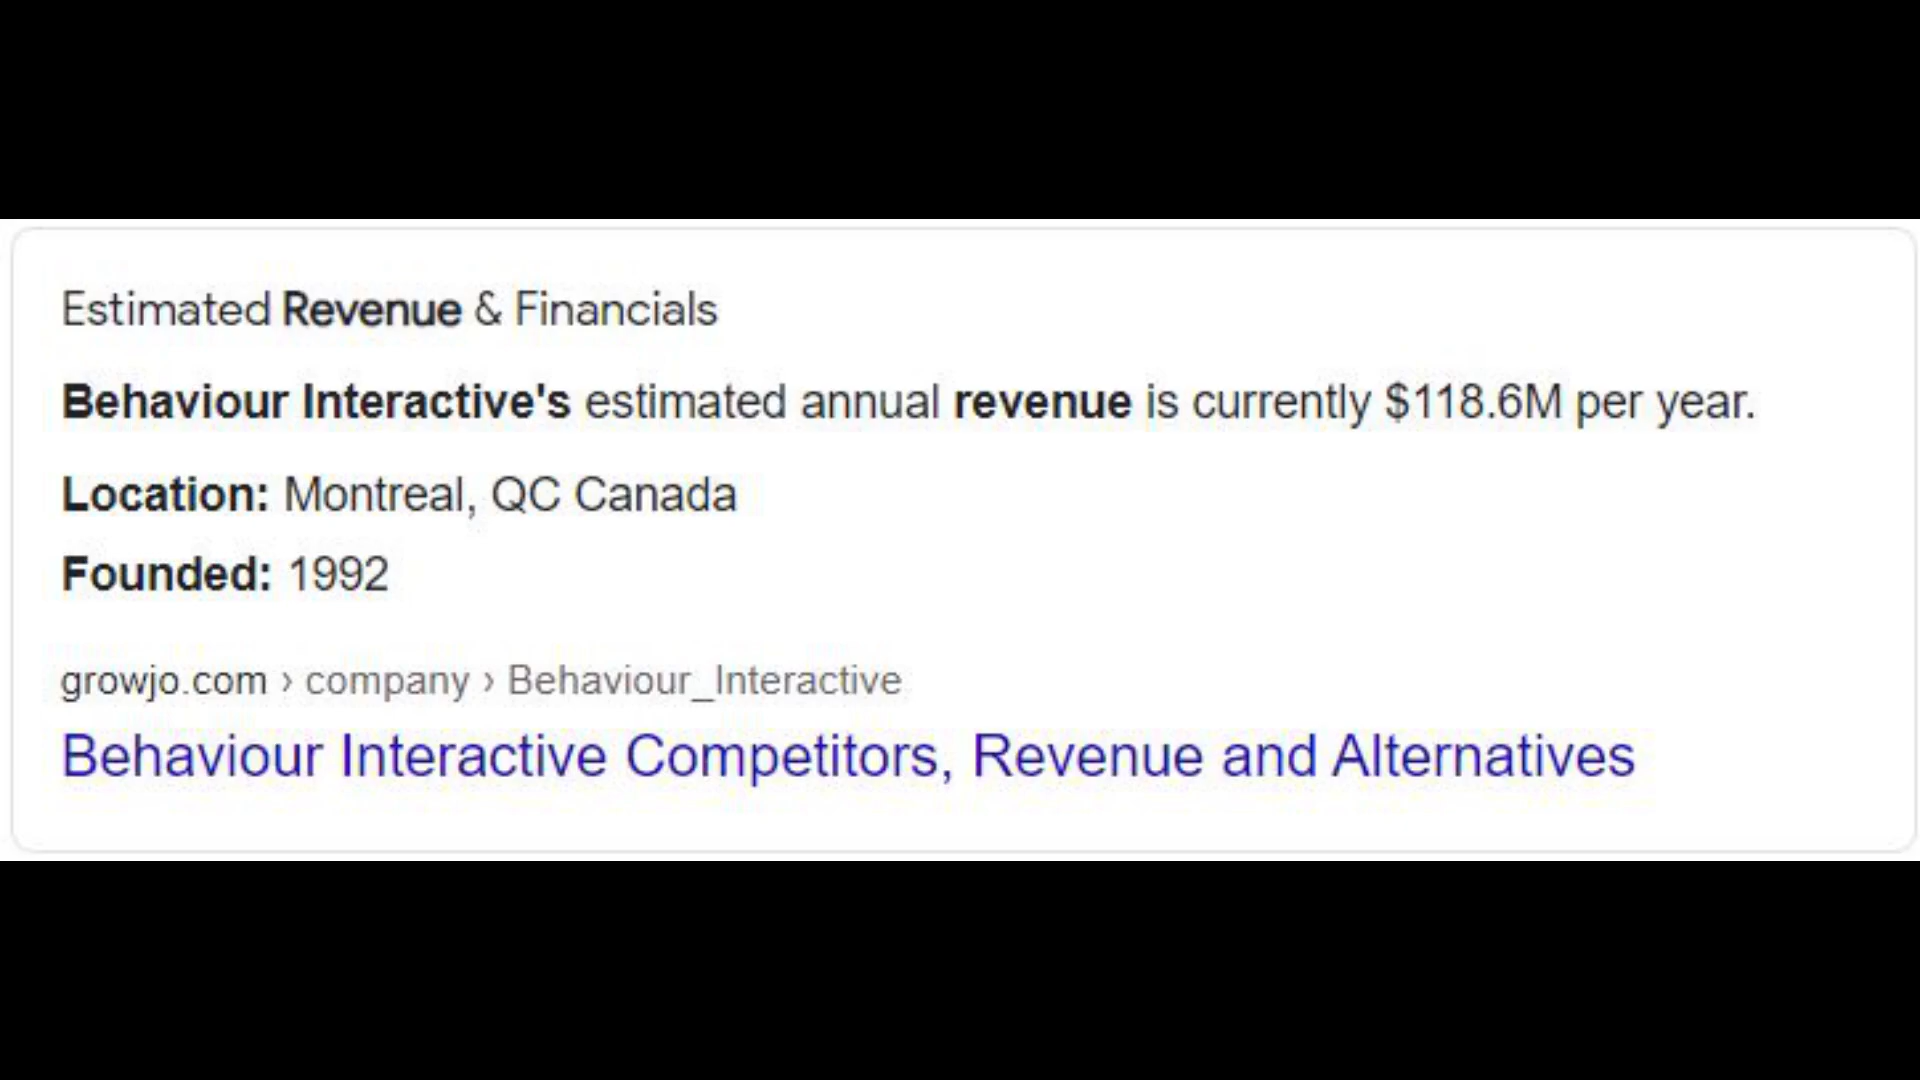 Estimated Revenue & Financials
Behaviour Interactive's estimated annual revenue is currently $118.6M per year.
Location: Montreal, QC Canada
Founded: 1992
growjo.com › company › Behaviour_Interactive
Behaviour Interactive Competitors, Revenue and Alternatives